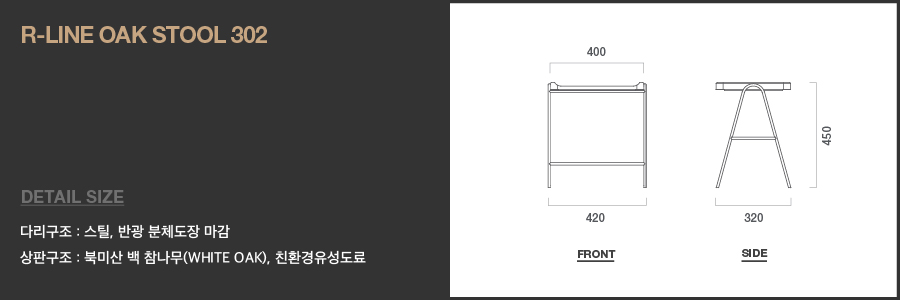 R-LINE OAK STOOL 302
DETAIL SIZE
다리구조 : 스틸, 반광 분체도장 마감
상판구조 : 북미산 백 참나무(WHITE OAK), 친환경유성도료
400
450
420
320
FRONT
SIDE